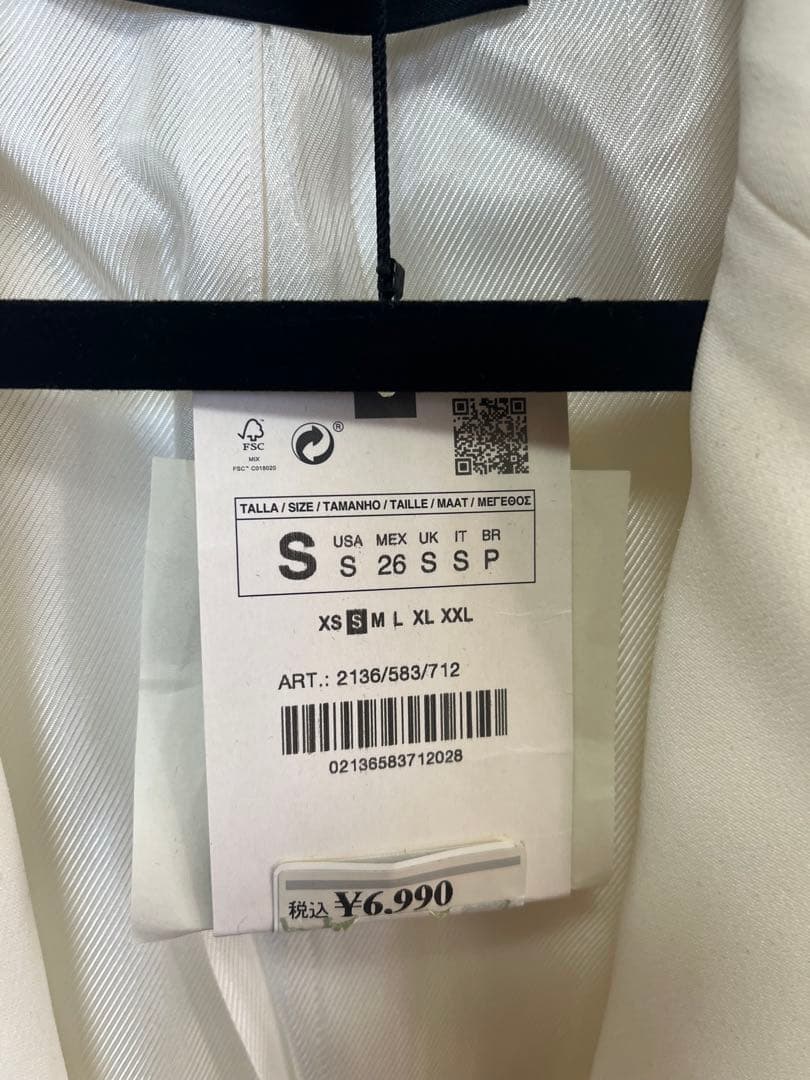 FSC
MIX
FSC™ C018020
®
TALLA / SIZE / TAMANHO / TAILLE / MAAT / ΜΕΓΕΘΟΣ
S
USA MEX UK IT BR
S 26 S S P
XS S M L XL XXL
ART.: 2136/583/712
02136583712028
税込 ¥6,990